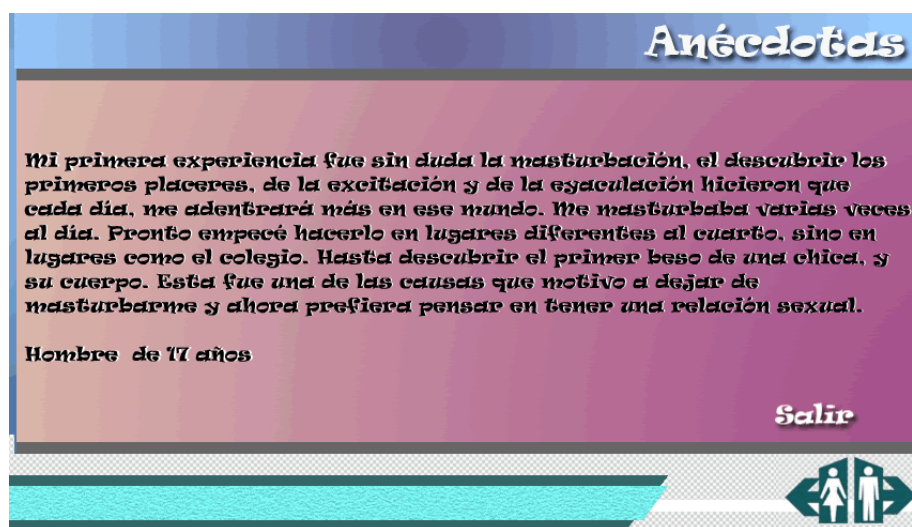 Anécdotas
Mi primera experiencia fue sin duda la masturbación, el descubrir los
primeros placeres, de la excitación y de la eyaculación hicieron que
cada día, me adentrará más en ese mundo. Me masturbaba varias veces
al día. Pronto empecé hacerlo en lugares diferentes al cuarto, sino en
lugares como el colegio. Hasta descubrir el primer beso de una chica, y
su cuerpo. Esta fue una de las causas que motivo a dejar de
masturbarme y ahora prefiera pensar en tener una relación sexual.
Hombre de 17 años
Salir